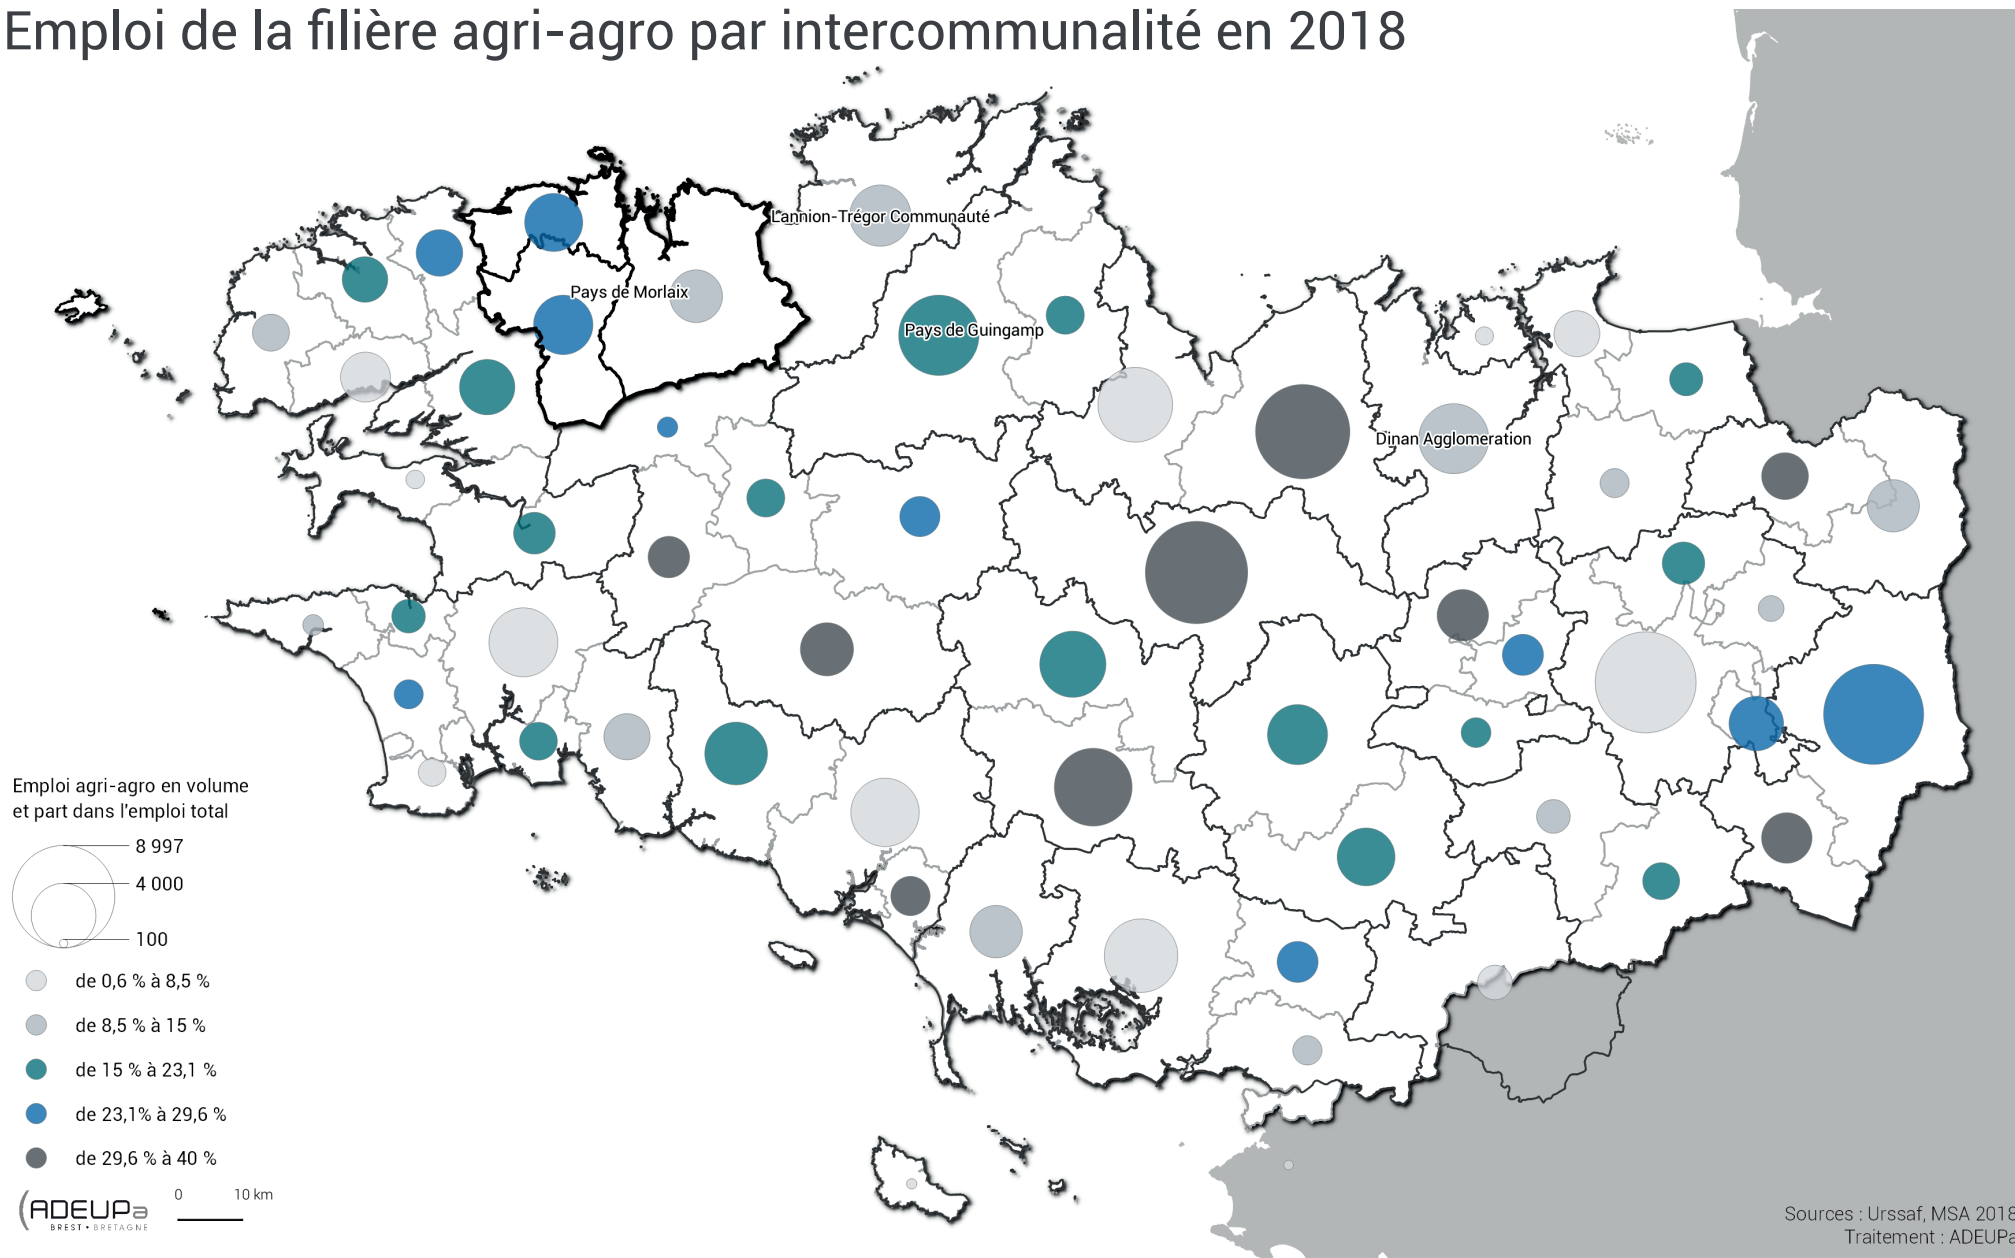 Emploi de la filière agri-agro par intercommunalité en 2018
Lannion-Trégor Communauté
Pays de Morlaix
Pays de Guingamp
Dinan Agglomeration
Emploi agri-agro en volume
et part dans l'emploi total
8 997
4 000
100
de 0,6 % à 8,5 %
de 8,5 % à 15 %
de 15 % à 23,1 %
de 23,1% à 29,6 %
de 29,6 % à 40 %
ADEUPa
BREST • BRETAGNE
0 10 km
Sources : Urssaf, MSA 2018
Traitement : ADEUPa